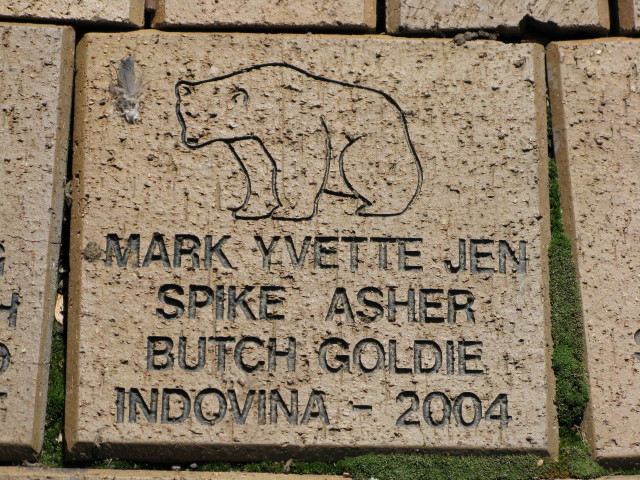 MARK YVETTE JEN
SPIKE ASHER
BUTCH GOLDIE
INDOVINA - 2004